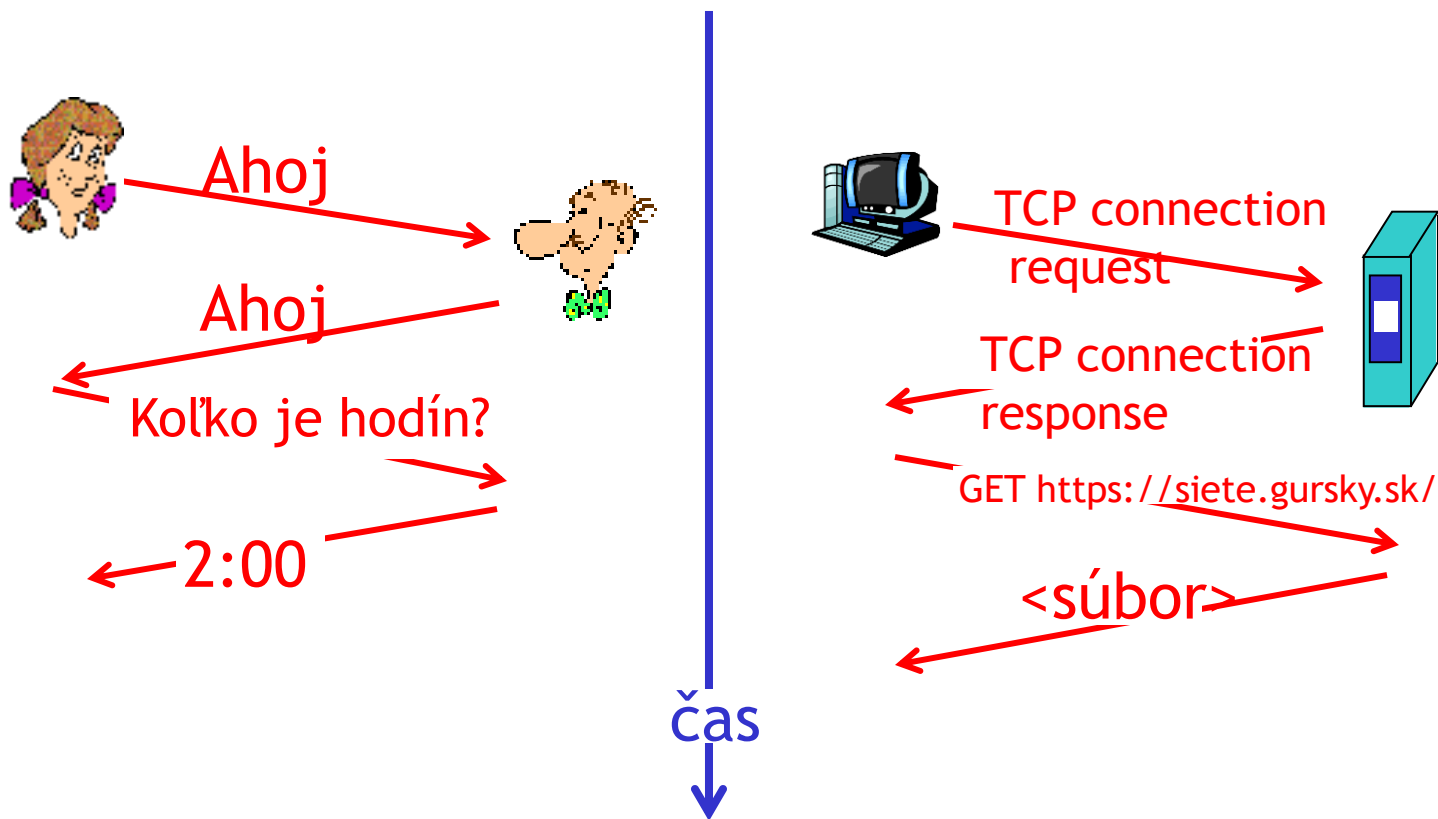 Ahoj
Ahoj
Koľko je hodín?
2:00
TCP connection
request
TCP connection
response
GET https://siete.gursky.sk/
<súbor>
čas